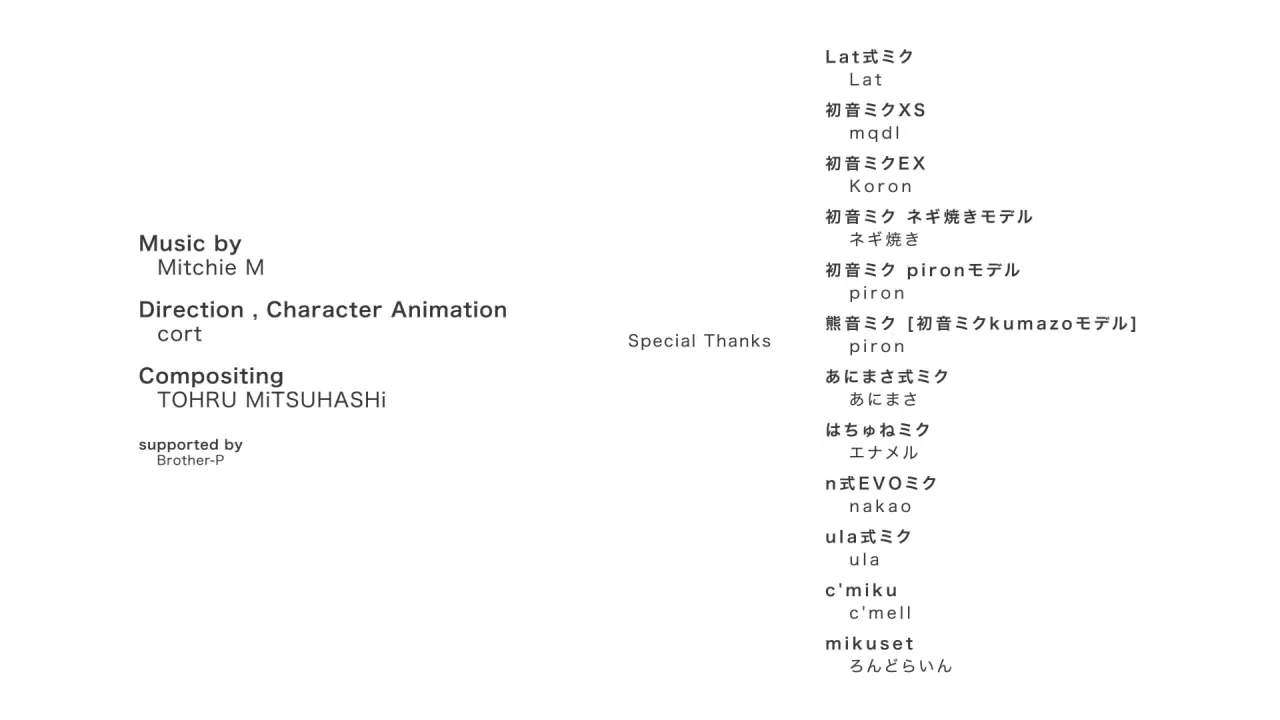 Music by
Mitchie M
Direction , Character Animation
cort
Compositing
TOHRU MiTSUHASHi
supported by
Brother-P
Special Thanks
Lat式ミク
Lat
初音ミクXS
mqdl
初音ミクEX
Koron
初音ミク ネギ焼きモデル
ネギ焼き
初音ミク pironモデル
piron
熊音ミク [初音ミクkumazoモデル]
piron
あにまさ式ミク
あにまさ
はちゅねミク
エナメル
n式EVOミク
nakao
ula式ミク
ula
c'miku
c'mell
mikuset
ろんどらいん